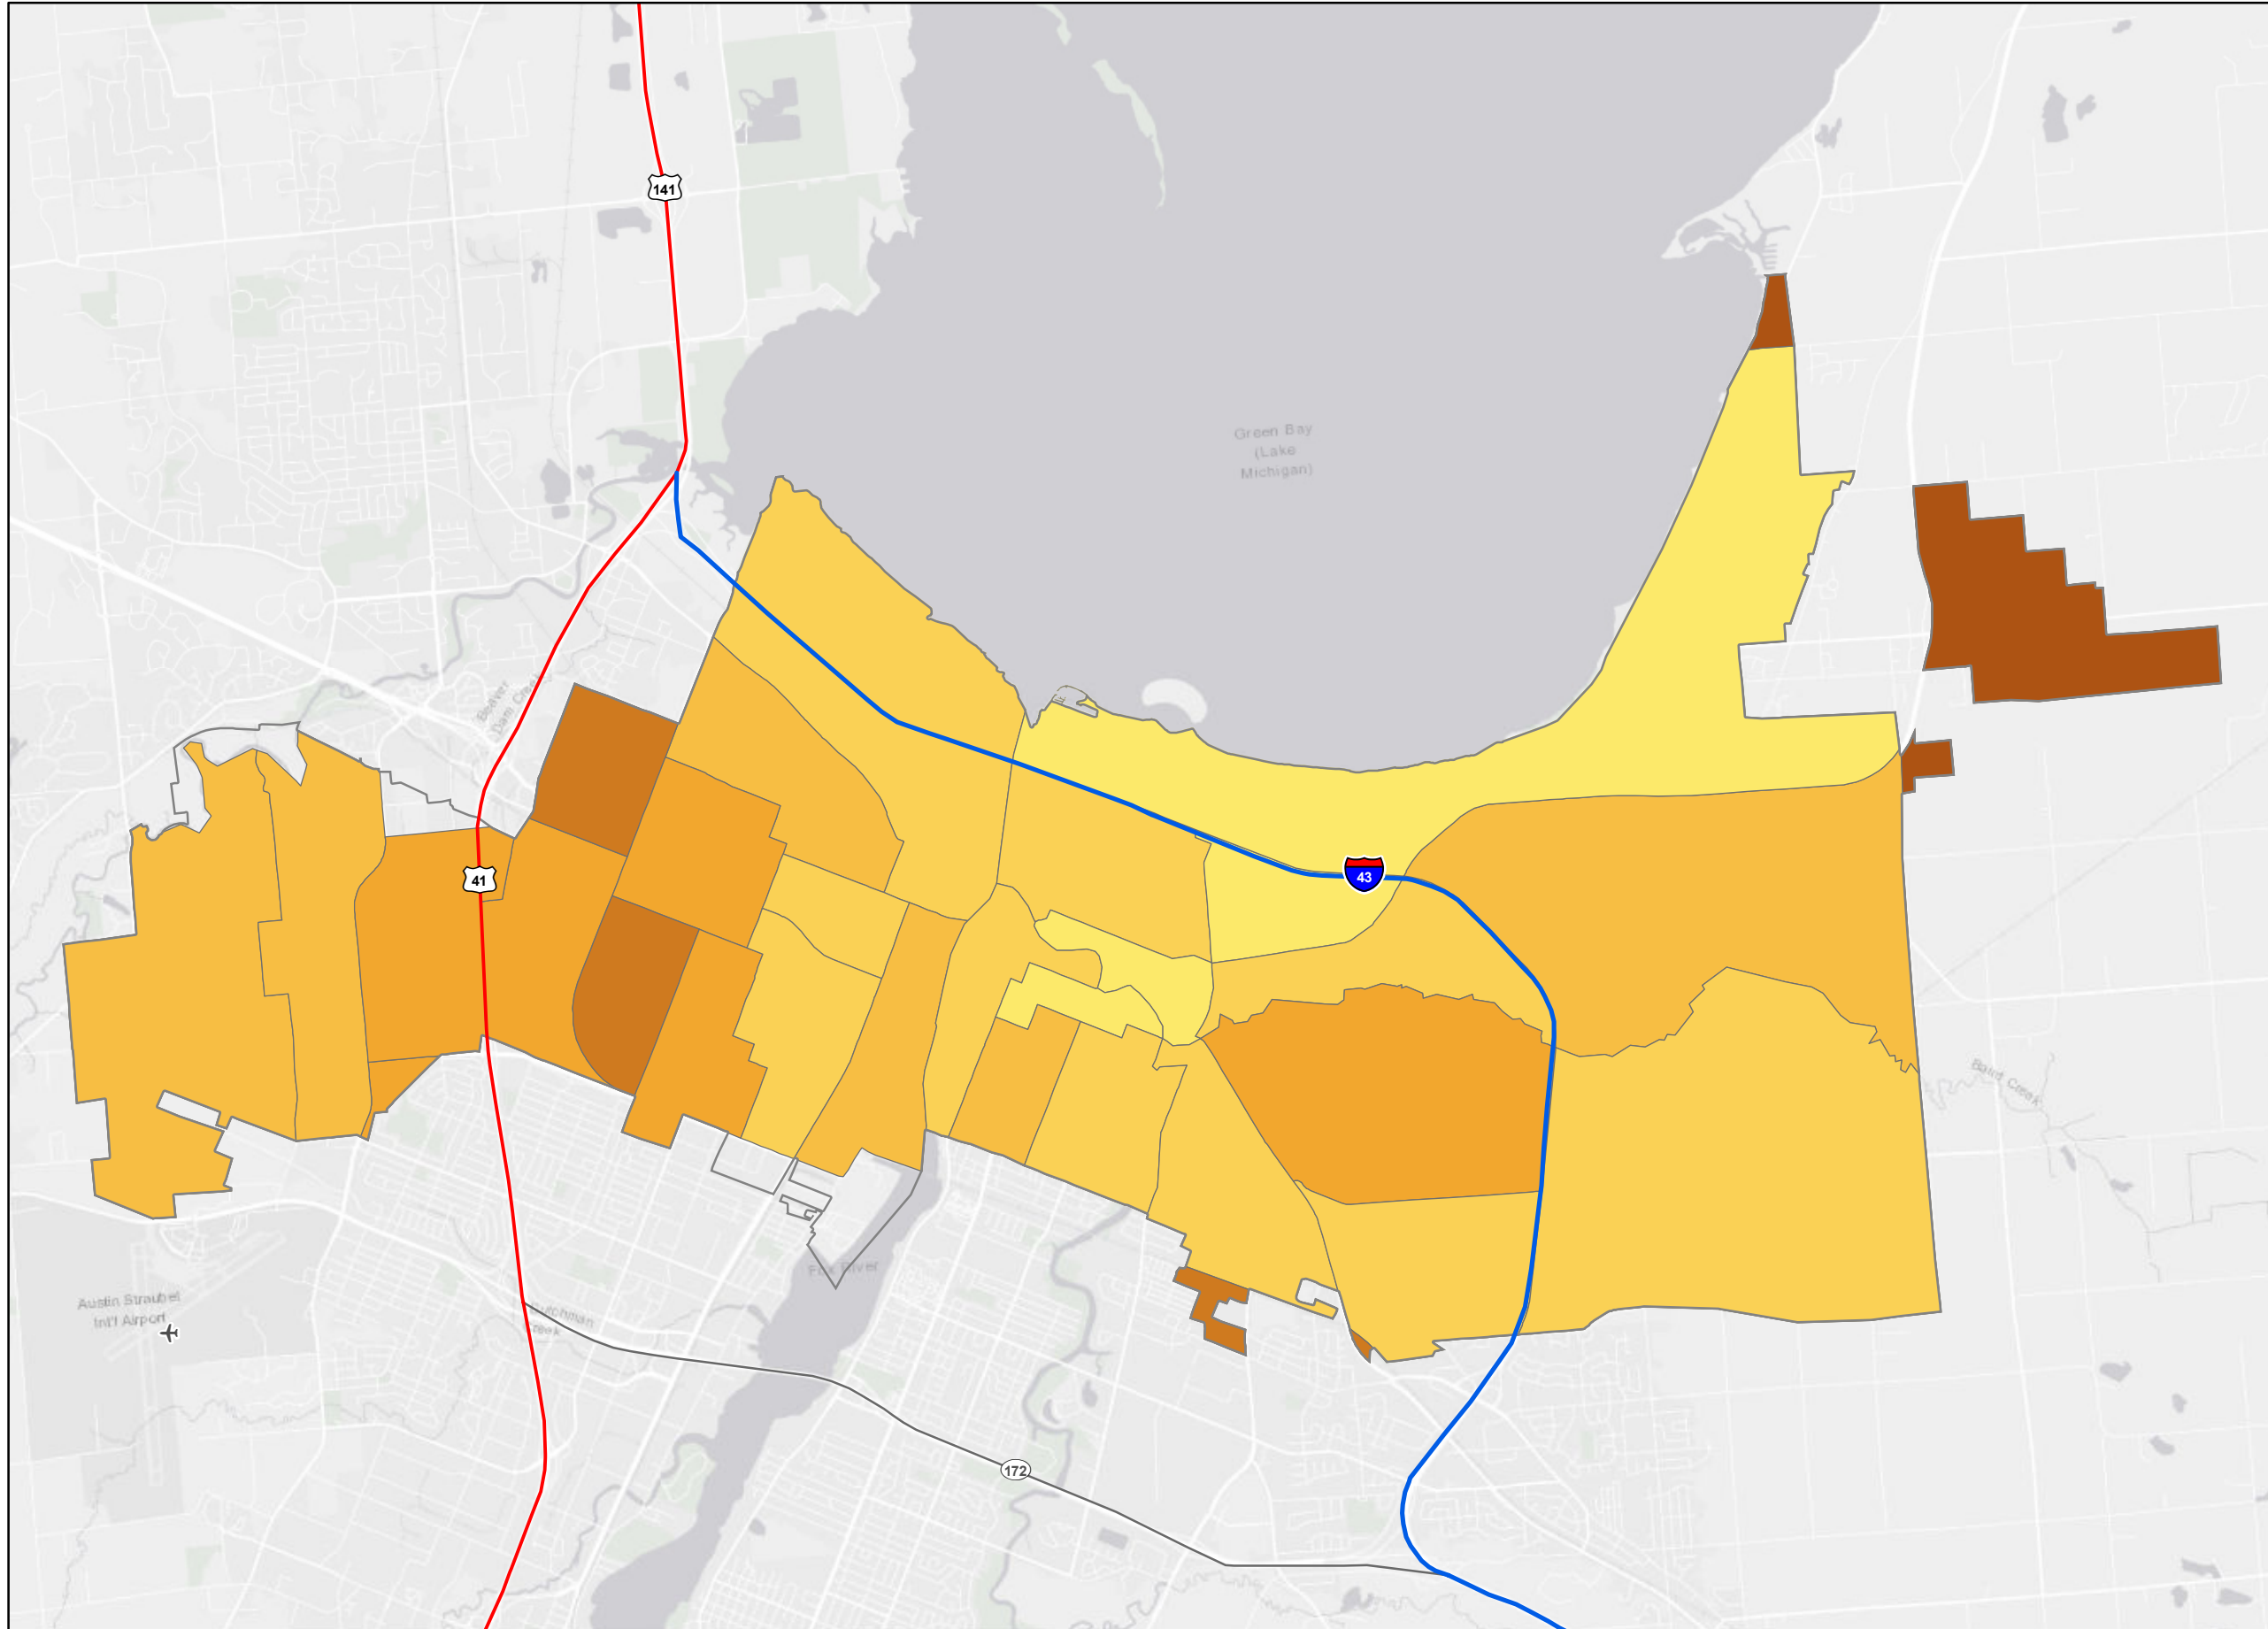 141
Green Bay
(Lake
Michigan)
Beaver
Dam Creek
41
43
Baird Creek
Fox River
Austin Straubel
Int'l Airport
Dutchman
Creek
172